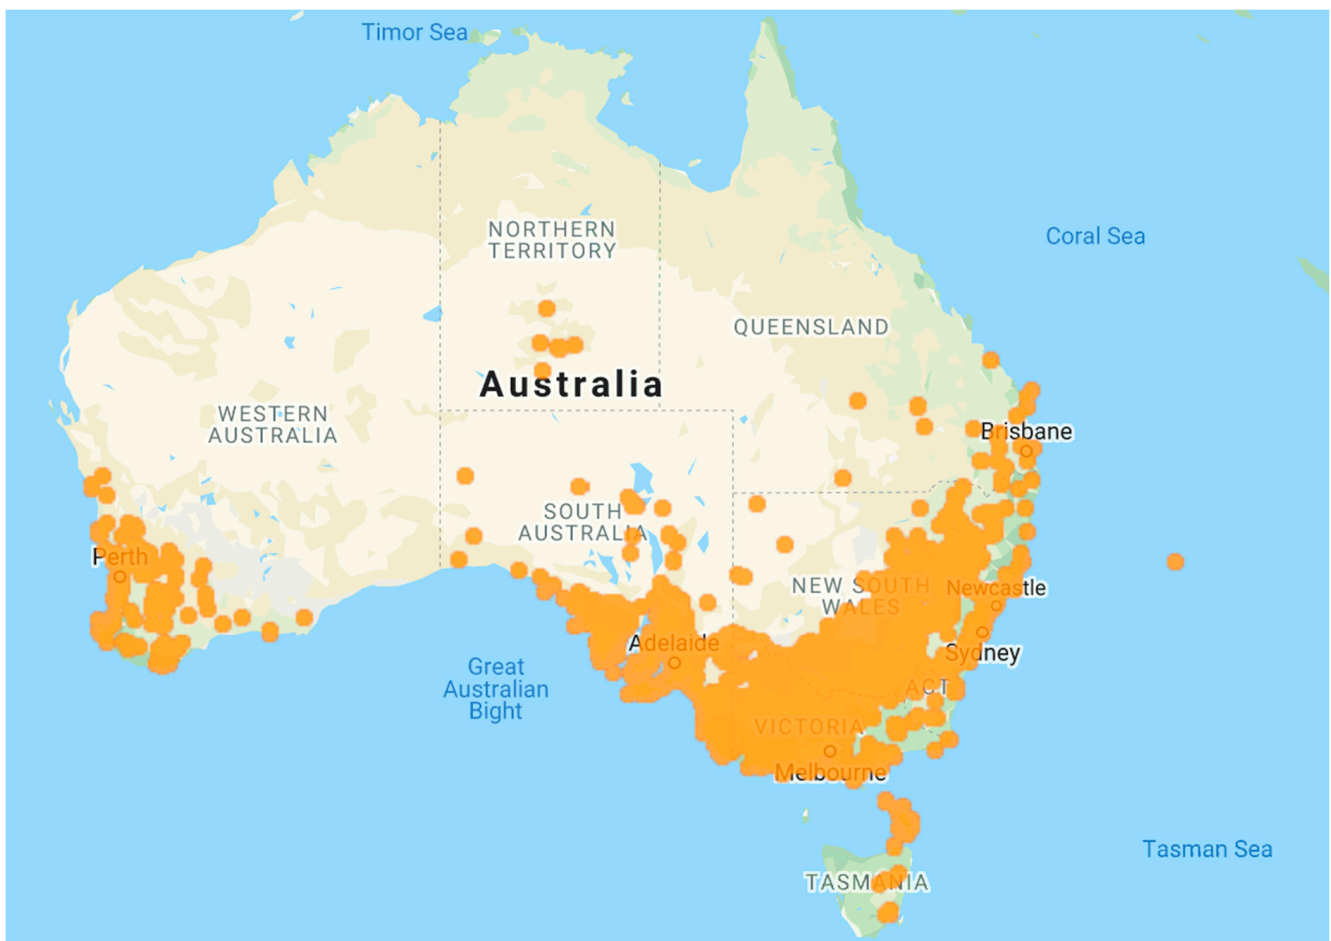 Timor Sea
NORTHERN
TERRITORY
Coral Sea
QUEENSLAND
Australia
WESTERN
AUSTRALIA
Brisbane
SOUTH
AUSTRALIA
Perth
NEW SOUTH
WALES
Newcastle
Adelaide
Sydney
Great
Australian
Bight
ACT
VICTORIA
Melbourne
Tasman Sea
TASMANIA